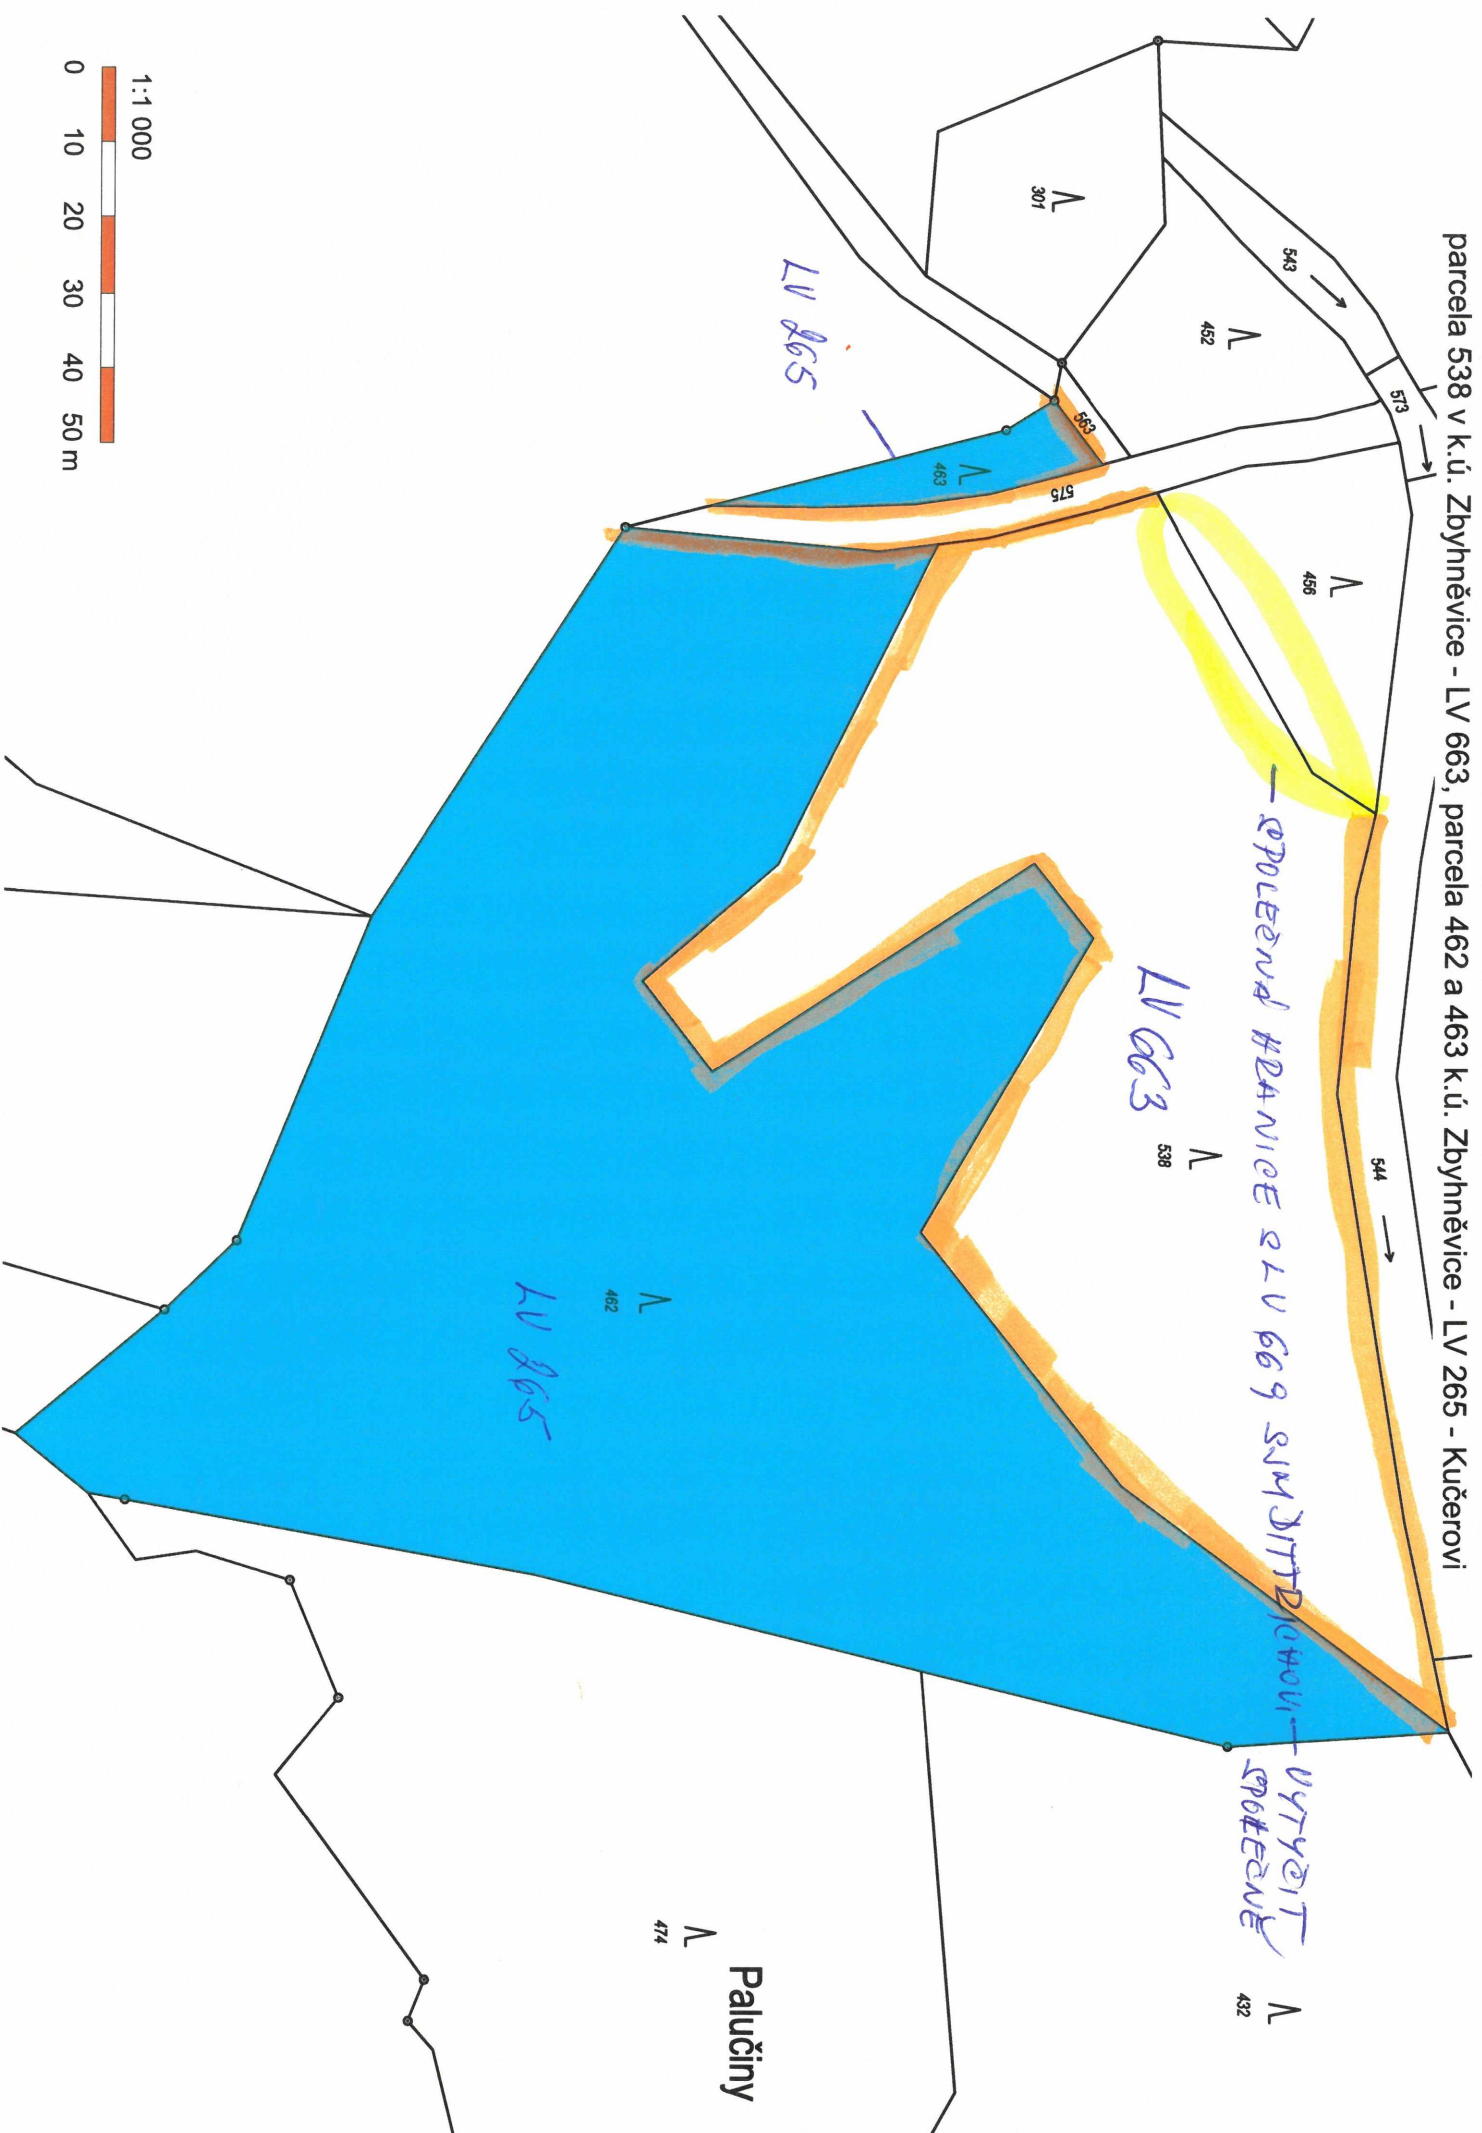 parcela 538 v k.ú. Zbyhněvice - LV 663, parcela 462 a 463 k.ú. Zbyhněvice - LV 265 - Kučerovi
543
573
544
452
456
301
563
575
463
LV 265
— SPOLEČNÁ HRANICE S LV 669 SJM DITTRICHOVI — VYTYČIT
SPOLEČNĚ
LV 663
538
432
462
LV 265
474
Palučiny
1:1 000
0 10 20 30 40 50 m